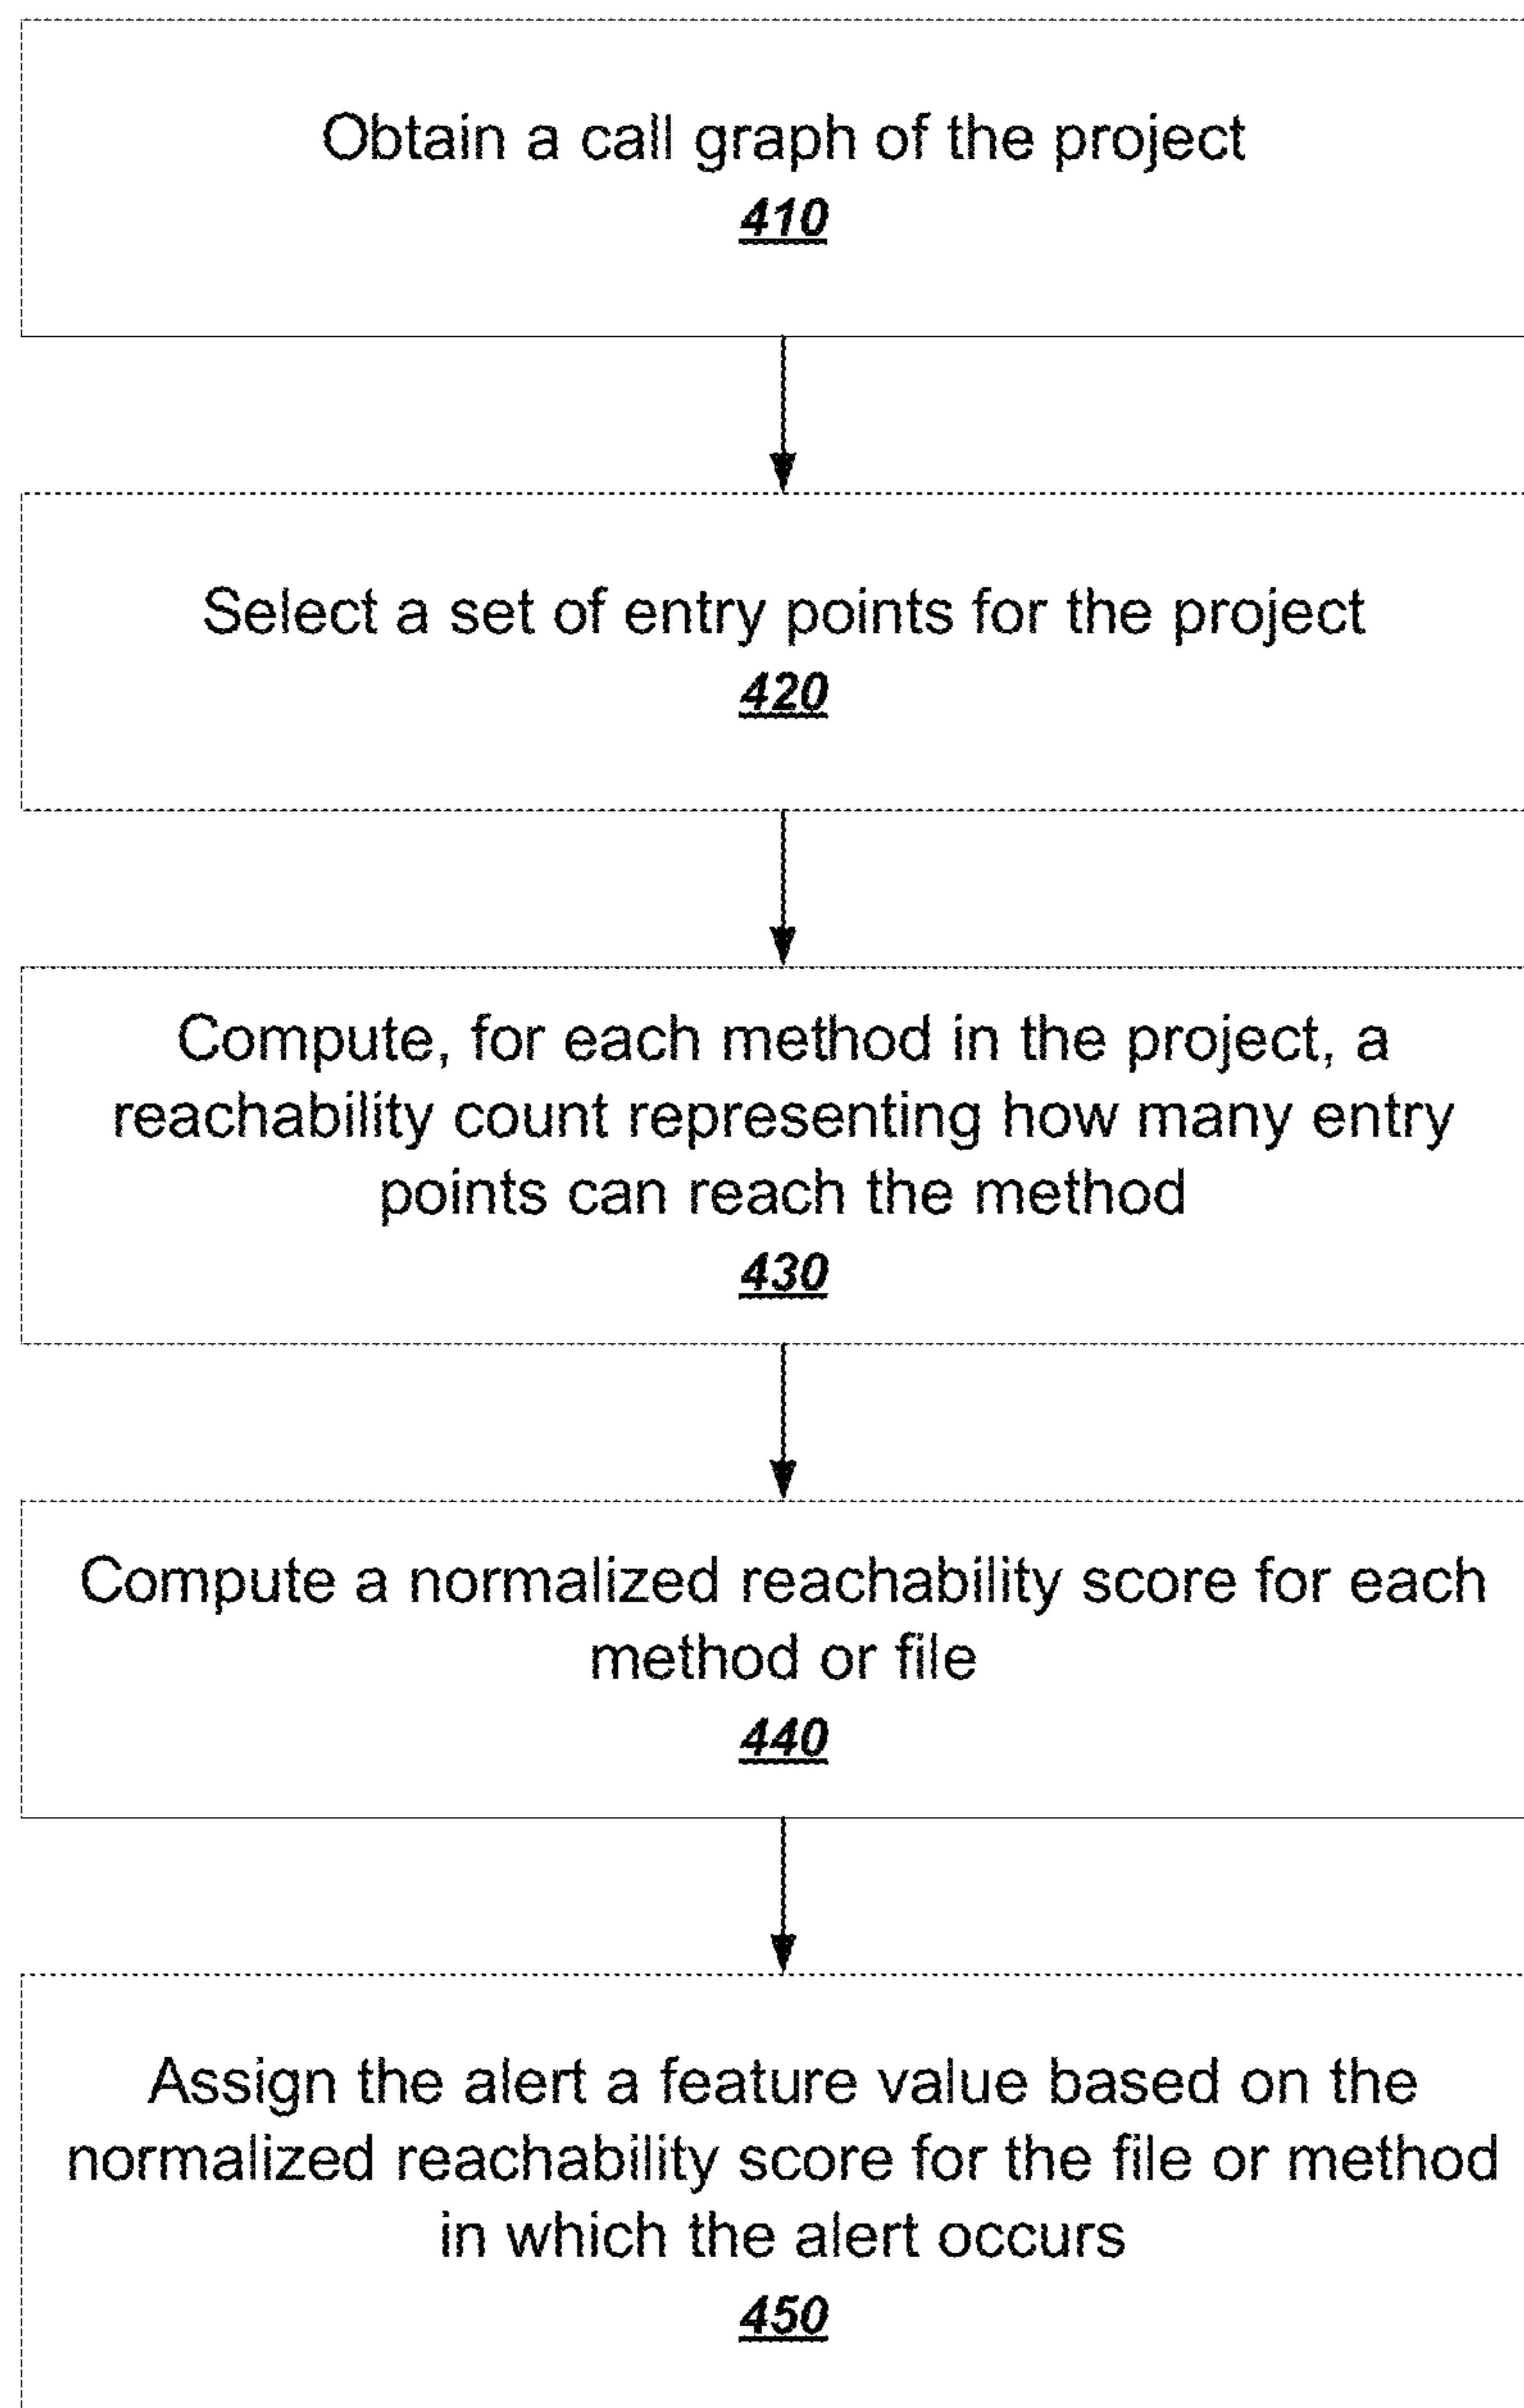 Obtain a call graph of the project
410
Select a set of entry points for the project
420
Compute, for each method in the project, a
reachability count representing how many entry
points can reach the method
430
Compute a normalized reachability score for each
method or file
440
Assign the alert a feature value based on the
normalized reachability score for the file or method
in which the alert occurs
450